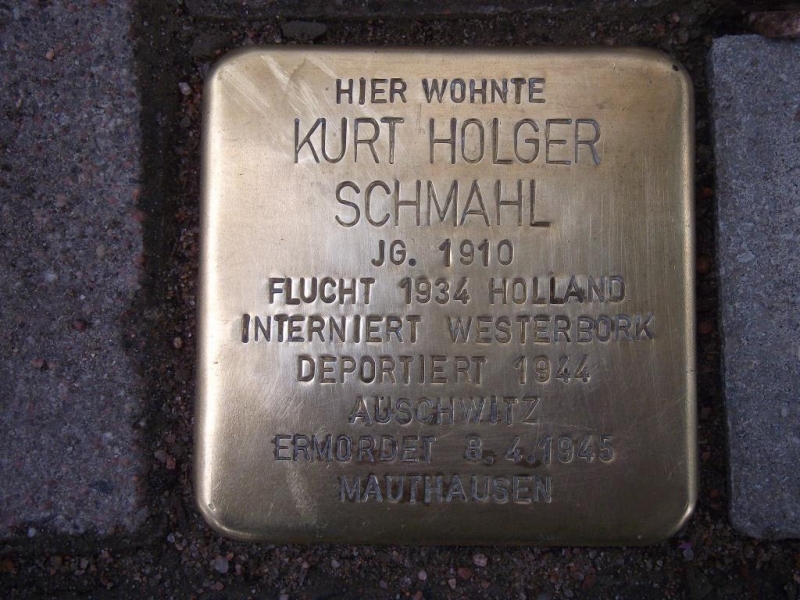 HIER WOHNTE
KURT HOLGER
SCHMAHL
JG. 1910
FLUCHT 1934 HOLLAND
INTERNIERT WESTERBORK
DEPORTIERT 1944
AUSCHWITZ
ERMORDET 8.4.1945
MAUTHAUSEN